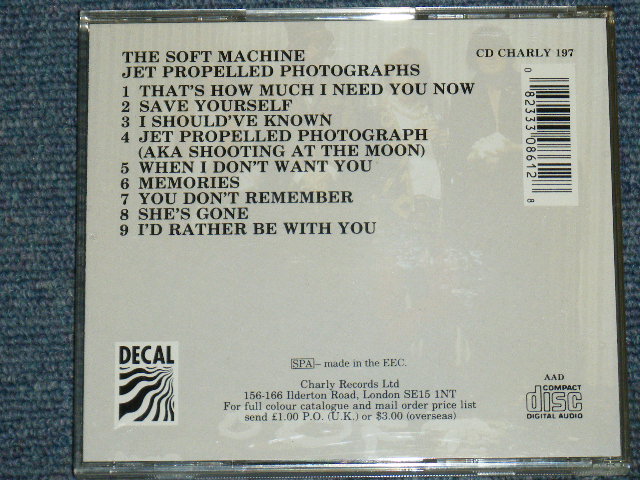 THE SOFT MACHINE
JET PROPELLED PHOTOGRAPHS
CD CHARLY 197
1 THAT'S HOW MUCH I NEED YOU NOW
2 SAVE YOURSELF
3 I SHOULD'VE KNOWN
4 JET PROPELLED PHOTOGRAPH
(AKA SHOOTING AT THE MOON)
5 WHEN I DON'T WANT YOU
6 MEMORIES
7 YOU DON'T REMEMBER
8 SHE'S GONE
9 I'D RATHER BE WITH YOU
0 82333 08612 8
DECAL
SPA – made in the EEC.
Charly Records Ltd
156-166 Ilderton Road, London SE15 1NT
For full colour catalogue and mail order price list
send £1.00 P.O. (U.K.) or $3.00 (overseas)
AAD
COMPACT
disc
DIGITAL AUDIO